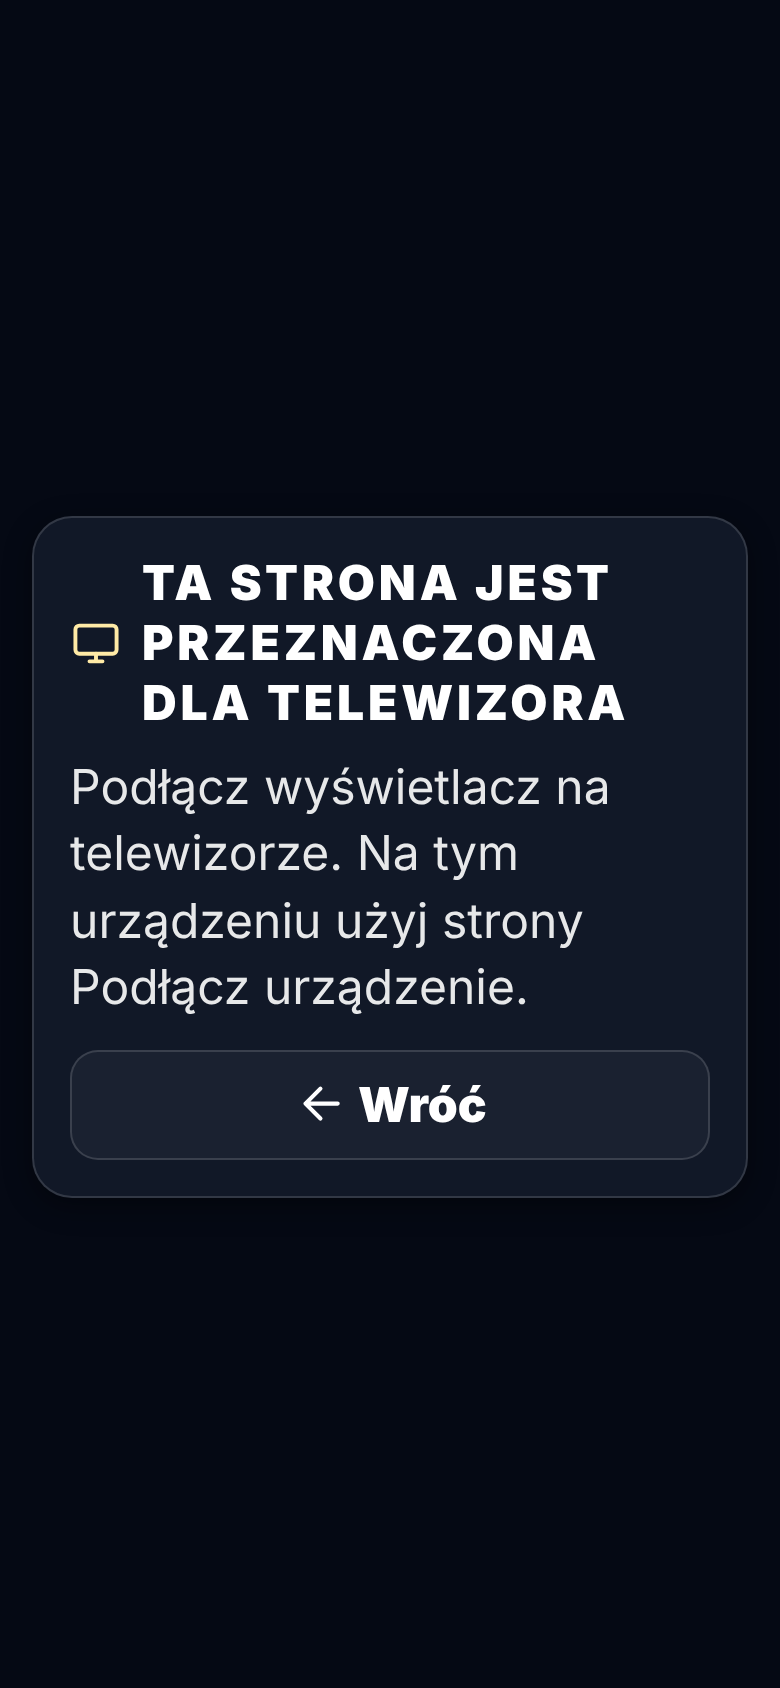 TA STRONA JEST
PRZEZNACZONA
DLA TELEWIZORA
Podłącz wyświetlacz na
telewizorze. Na tym
urządzeniu użyj strony
Podłącz urządzenie.
← Wróć